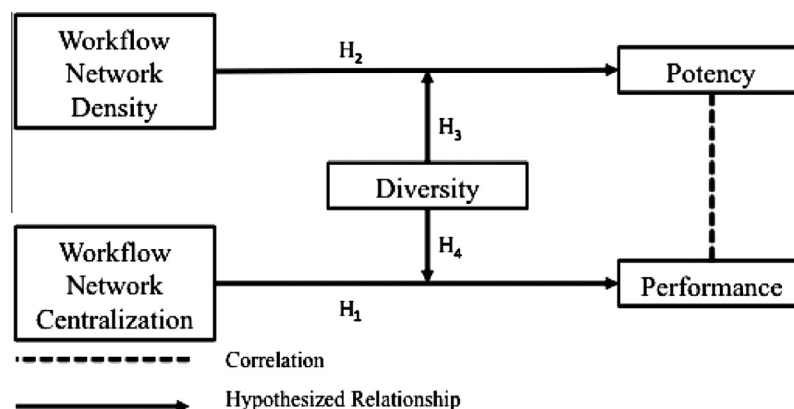 Workflow
Network
Density
H2
Potency
H3
Diversity
Workflow
Network
Centralization
H4
H1
Performance
Correlation
Hypothesized Relationship